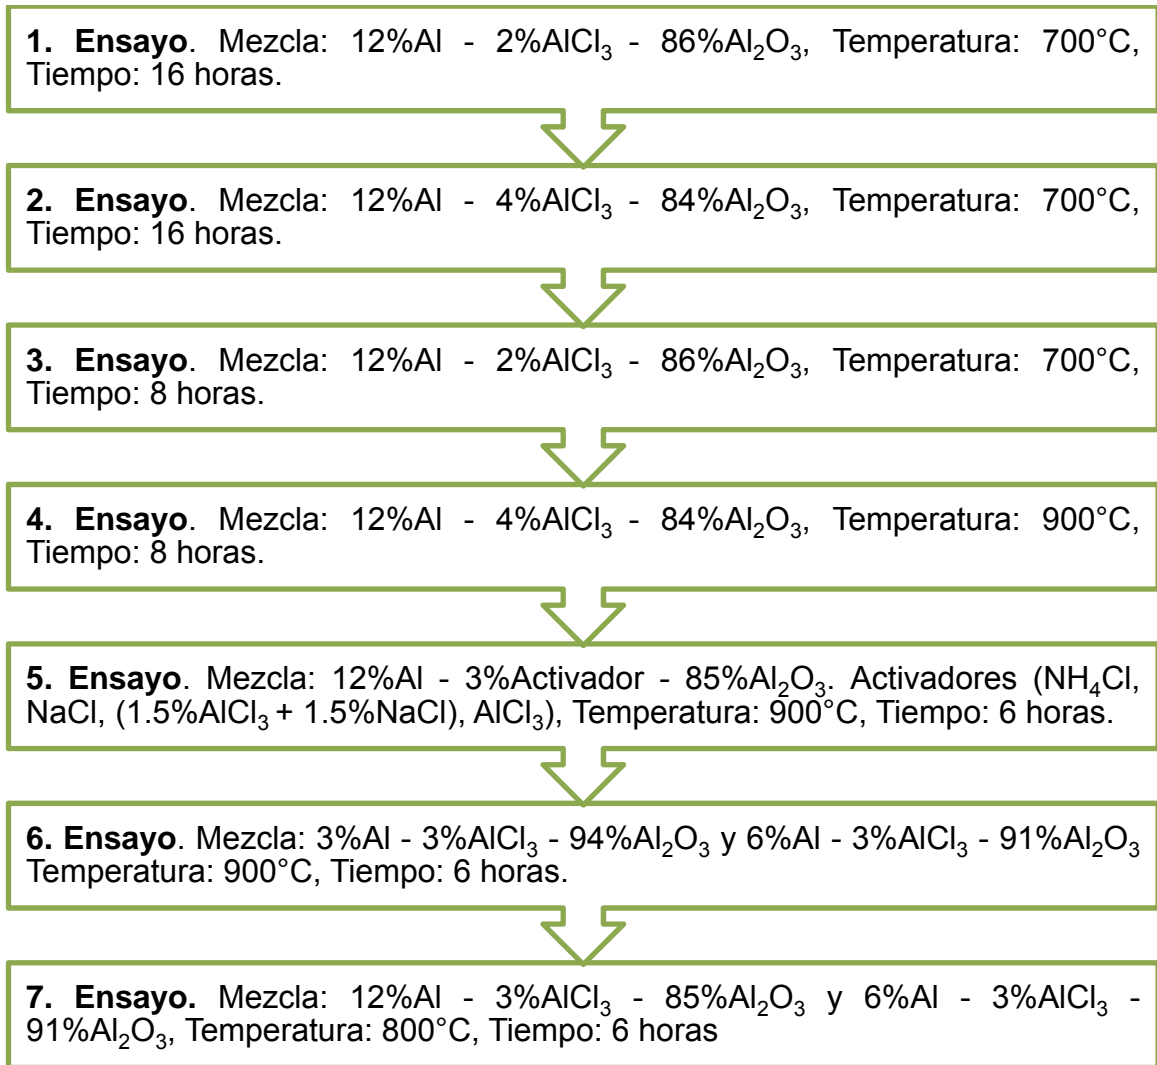 1. Ensayo. Mezcla: 12%Al - 2%AlCl₃ - 86%Al₂O₃, Temperatura: 700°C,
Tiempo: 16 horas.
2. Ensayo. Mezcla: 12%Al - 4%AlCl₃ - 84%Al₂O₃, Temperatura: 700°C,
Tiempo: 16 horas.
3. Ensayo. Mezcla: 12%Al - 2%AlCl₃ - 86%Al₂O₃, Temperatura: 700°C,
Tiempo: 8 horas.
4. Ensayo. Mezcla: 12%Al - 4%AlCl₃ - 84%Al₂O₃, Temperatura: 900°C,
Tiempo: 8 horas.
5. Ensayo. Mezcla: 12%Al - 3%Activador - 85%Al₂O₃. Activadores (NH₄Cl,
NaCl, (1.5%AlCl₃ + 1.5%NaCl), AlCl₃), Temperatura: 900°C, Tiempo: 6 horas.
6. Ensayo. Mezcla: 3%Al - 3%AlCl₃ - 94%Al₂O₃ y 6%Al - 3%AlCl₃ - 91%Al₂O₃
Temperatura: 900°C, Tiempo: 6 horas.
7. Ensayo. Mezcla: 12%Al - 3%AlCl₃ - 85%Al₂O₃ y 6%Al - 3%AlCl₃ -
91%Al₂O₃, Temperatura: 800°C, Tiempo: 6 horas